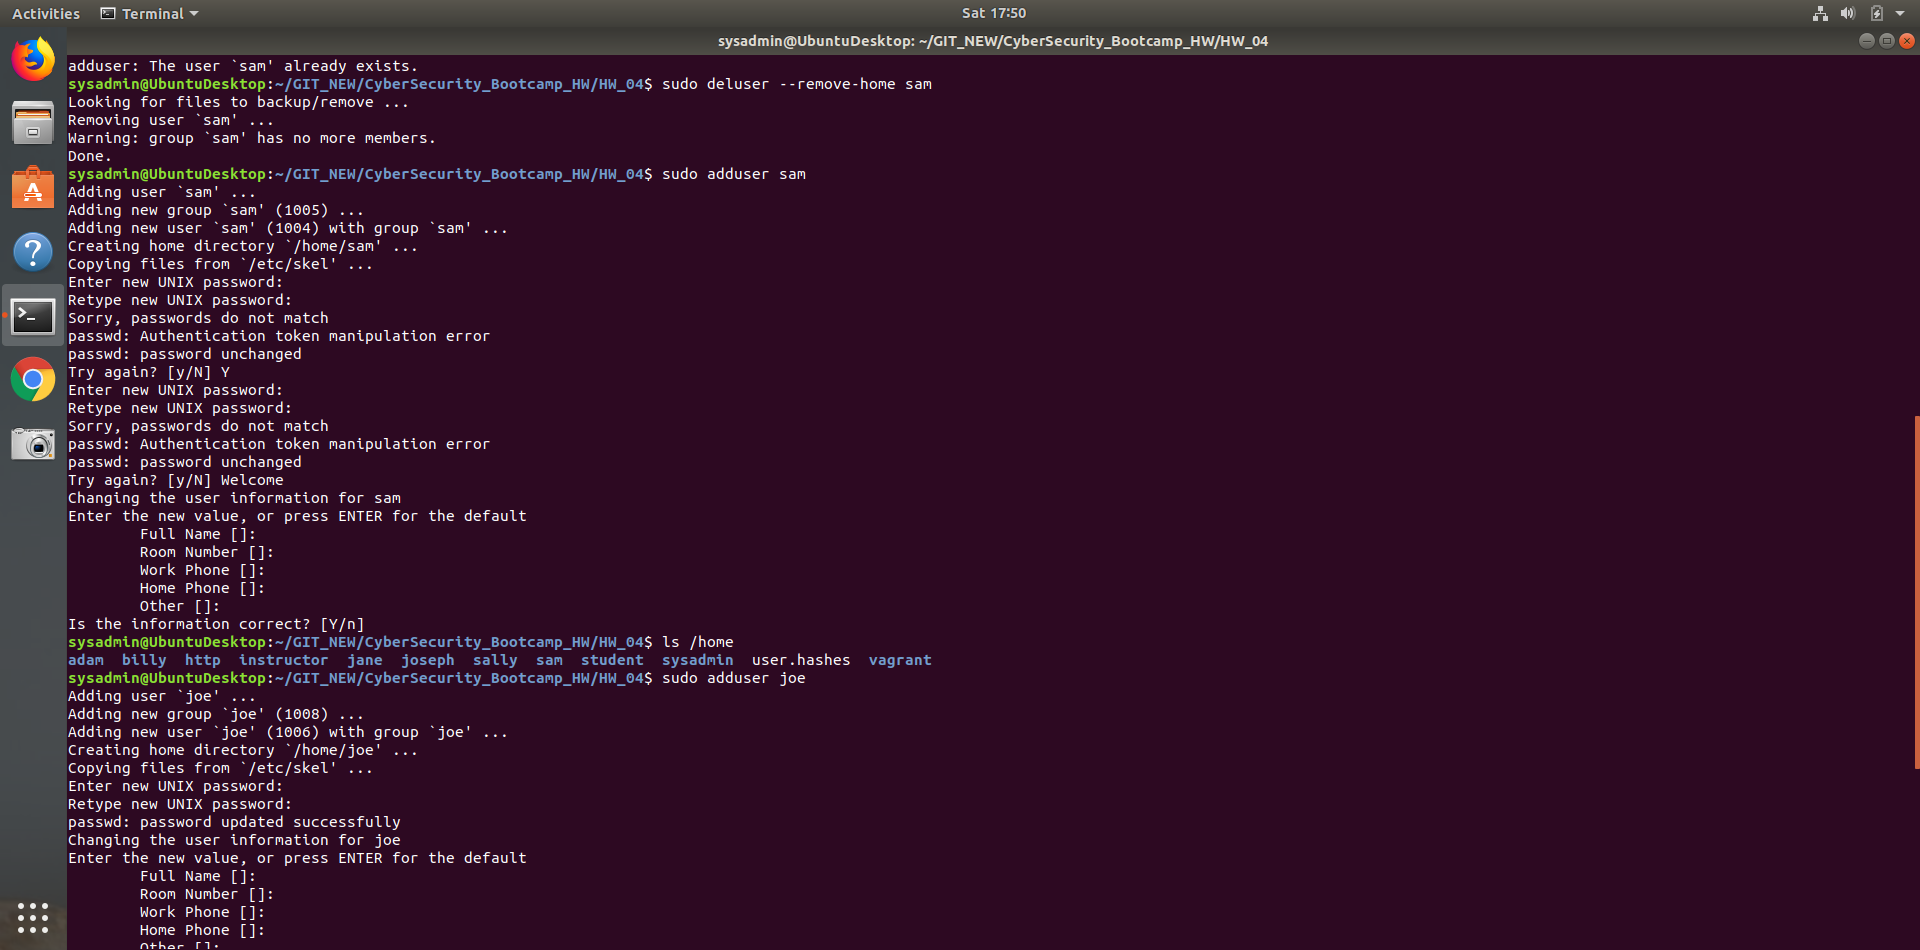 Activities Terminal Sat 17:50
sysadmin@UbuntuDesktop: ~/GIT_NEW/CyberSecurity_Bootcamp_HW/HW_04
adduser: The user `sam' already exists.
sysadmin@UbuntuDesktop:~/GIT_NEW/CyberSecurity_Bootcamp_HW/HW_04$ sudo deluser --remove-home sam
Looking for files to backup/remove ...
Removing user `sam' ...
Warning: group `sam' has no more members.
Done.
sysadmin@UbuntuDesktop:~/GIT_NEW/CyberSecurity_Bootcamp_HW/HW_04$ sudo adduser sam
Adding user `sam' ...
Adding new group `sam' (1005) ...
Adding new user `sam' (1004) with group `sam' ...
Creating home directory `/home/sam' ...
Copying files from `/etc/skel' ...
Enter new UNIX password:
Retype new UNIX password:
Sorry, passwords do not match
passwd: Authentication token manipulation error
passwd: password unchanged
Try again? [y/N] Y
Enter new UNIX password:
Retype new UNIX password:
Sorry, passwords do not match
passwd: Authentication token manipulation error
passwd: password unchanged
Try again? [y/N] Welcome
Changing the user information for sam
Enter the new value, or press ENTER for the default
Full Name []:
Room Number []:
Work Phone []:
Home Phone []:
Other []:
Is the information correct? [Y/n]
sysadmin@UbuntuDesktop:~/GIT_NEW/CyberSecurity_Bootcamp_HW/HW_04$ ls /home
adam billy http instructor jane joseph sally sam student sysadmin user.hashes vagrant
sysadmin@UbuntuDesktop:~/GIT_NEW/CyberSecurity_Bootcamp_HW/HW_04$ sudo adduser joe
Adding user `joe' ...
Adding new group `joe' (1008) ...
Adding new user `joe' (1006) with group `joe' ...
Creating home directory `/home/joe' ...
Copying files from `/etc/skel' ...
Enter new UNIX password:
Retype new UNIX password:
passwd: password updated successfully
Changing the user information for joe
Enter the new value, or press ENTER for the default
Full Name []:
Room Number []:
Work Phone []:
Home Phone []:
Other []: